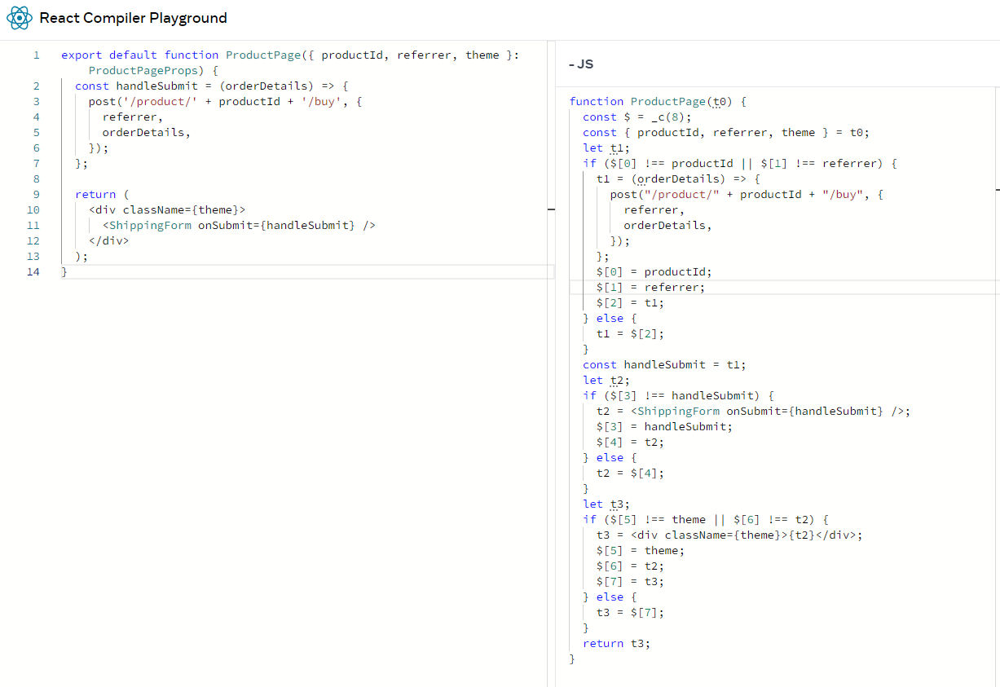 React Compiler Playground
1 export default function ProductPage({ productId, referrer, theme }:
ProductPageProps) {
2 const handleSubmit = (orderDetails) => {
3 post('/product/' + productId + '/buy', {
4 referrer,
5 orderDetails,
6 });
7 };
8
9 return (
10 <div className={theme}>
11 <ShippingForm onSubmit={handleSubmit} />
12 </div>
13 );
14 }
- JS
function ProductPage(t0) {
const $ = _c(8);
const { productId, referrer, theme } = t0;
let t1;
if ($[0] !== productId || $[1] !== referrer) {
t1 = (orderDetails) => {
post("/product/" + productId + "/buy", {
referrer,
orderDetails,
});
};
$[0] = productId;
$[1] = referrer;
$[2] = t1;
} else {
t1 = $[2];
}
const handleSubmit = t1;
let t2;
if ($[3] !== handleSubmit) {
t2 = <ShippingForm onSubmit={handleSubmit} />;
$[3] = handleSubmit;
$[4] = t2;
} else {
t2 = $[4];
}
let t3;
if ($[5] !== theme || $[6] !== t2) {
t3 = <div className={theme}>{t2}</div>;
$[5] = theme;
$[6] = t2;
$[7] = t3;
} else {
t3 = $[7];
}
return t3;
}